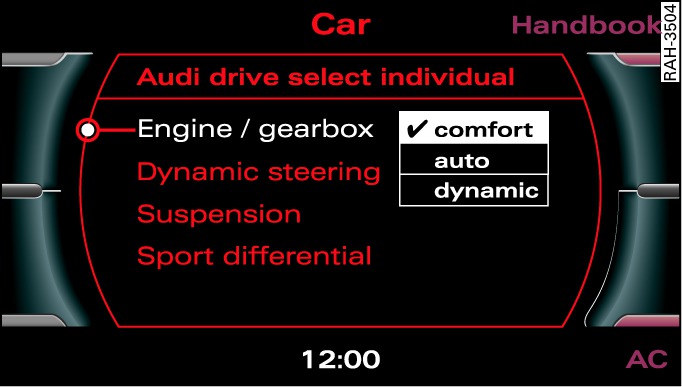 Car
Handbook
RAH-3504
Audi drive select individual
Engine / gearbox
✔ comfort
auto
Dynamic steering
dynamic
Suspension
Sport differential
12:00
AC